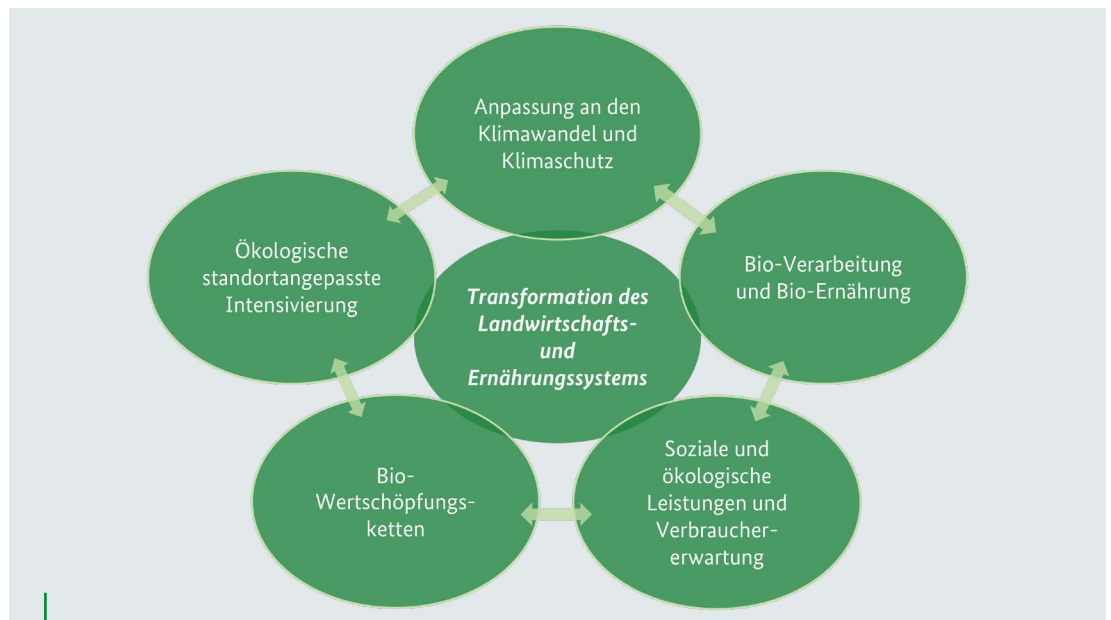 Anpassung an den
Klimawandel und
Klimaschutz
Ökologische
standortangepasste
Intensivierung
Bio-Verarbeitung
und Bio-Ernährung
Transformation des
Landwirtschafts-
und
Ernährungssystems
Bio-
Wertschöpfungs-
ketten
Soziale und
ökologische
Leistungen und
Verbraucher-
erwartung